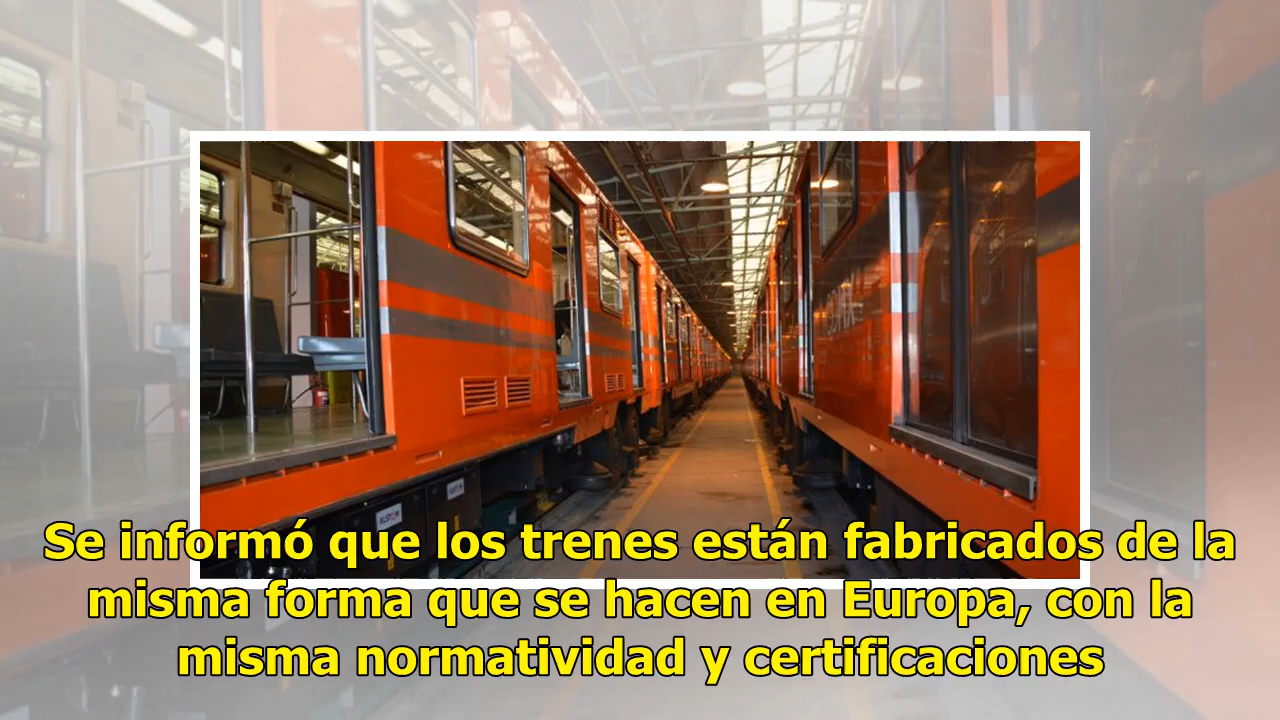 ALSTOM
Se informó que los trenes están fabricados de la
misma forma que se hacen en Europa, con la
misma normatividad y certificaciones